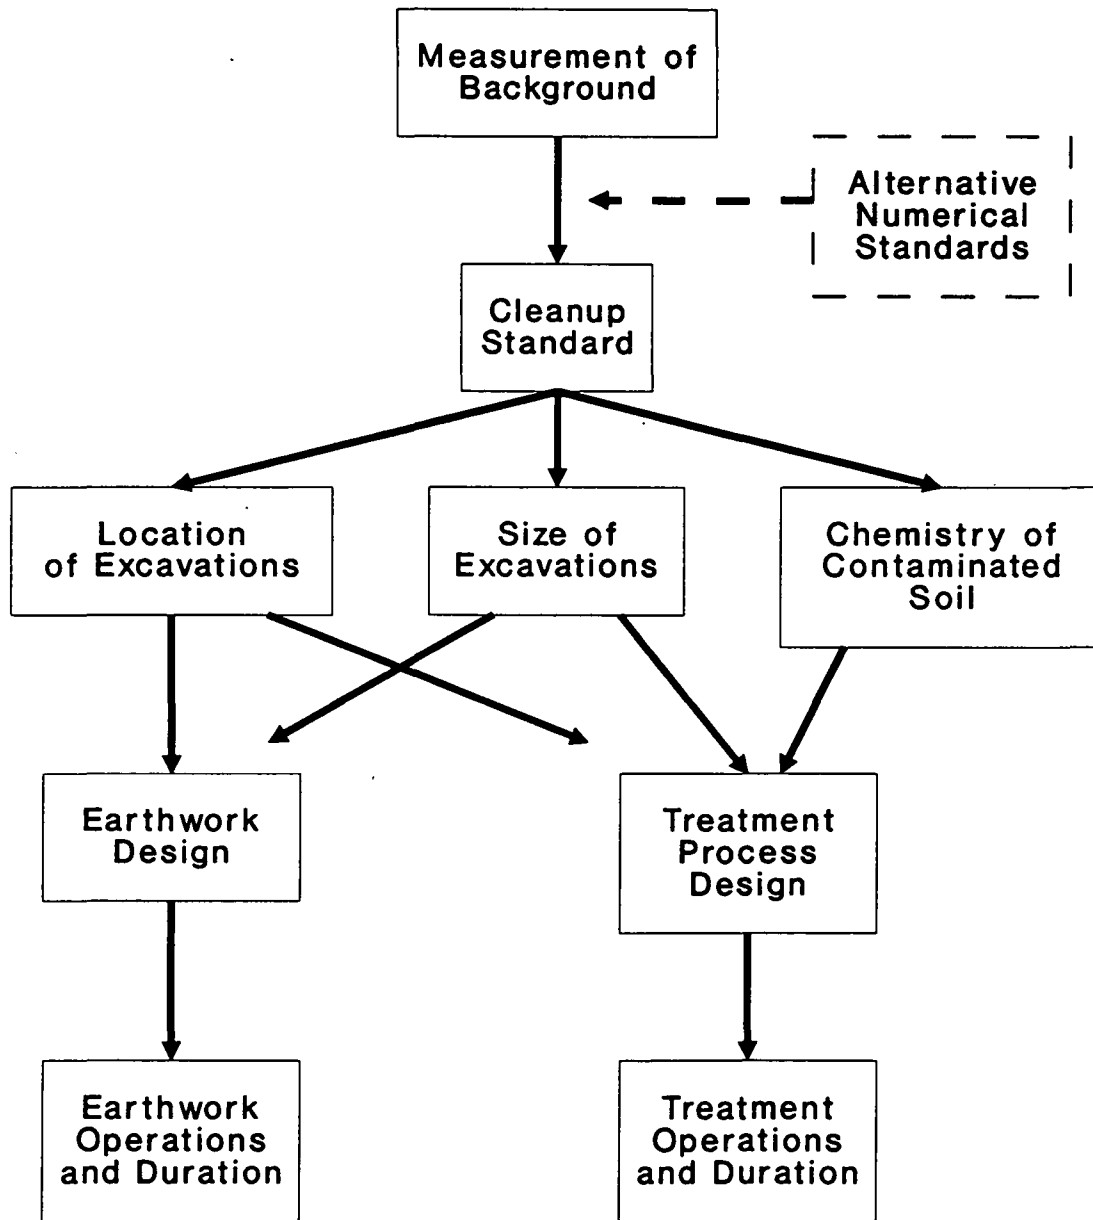 Measurement of
Background
Alternative
Numerical
Standards
Cleanup
Standard
Location
of Excavations
Size of
Excavations
Chemistry of
Contaminated
Soil
Earthwork
Design
Treatment
Process
Design
Earthwork
Operations
and Duration
Treatment
Operations
and Duration